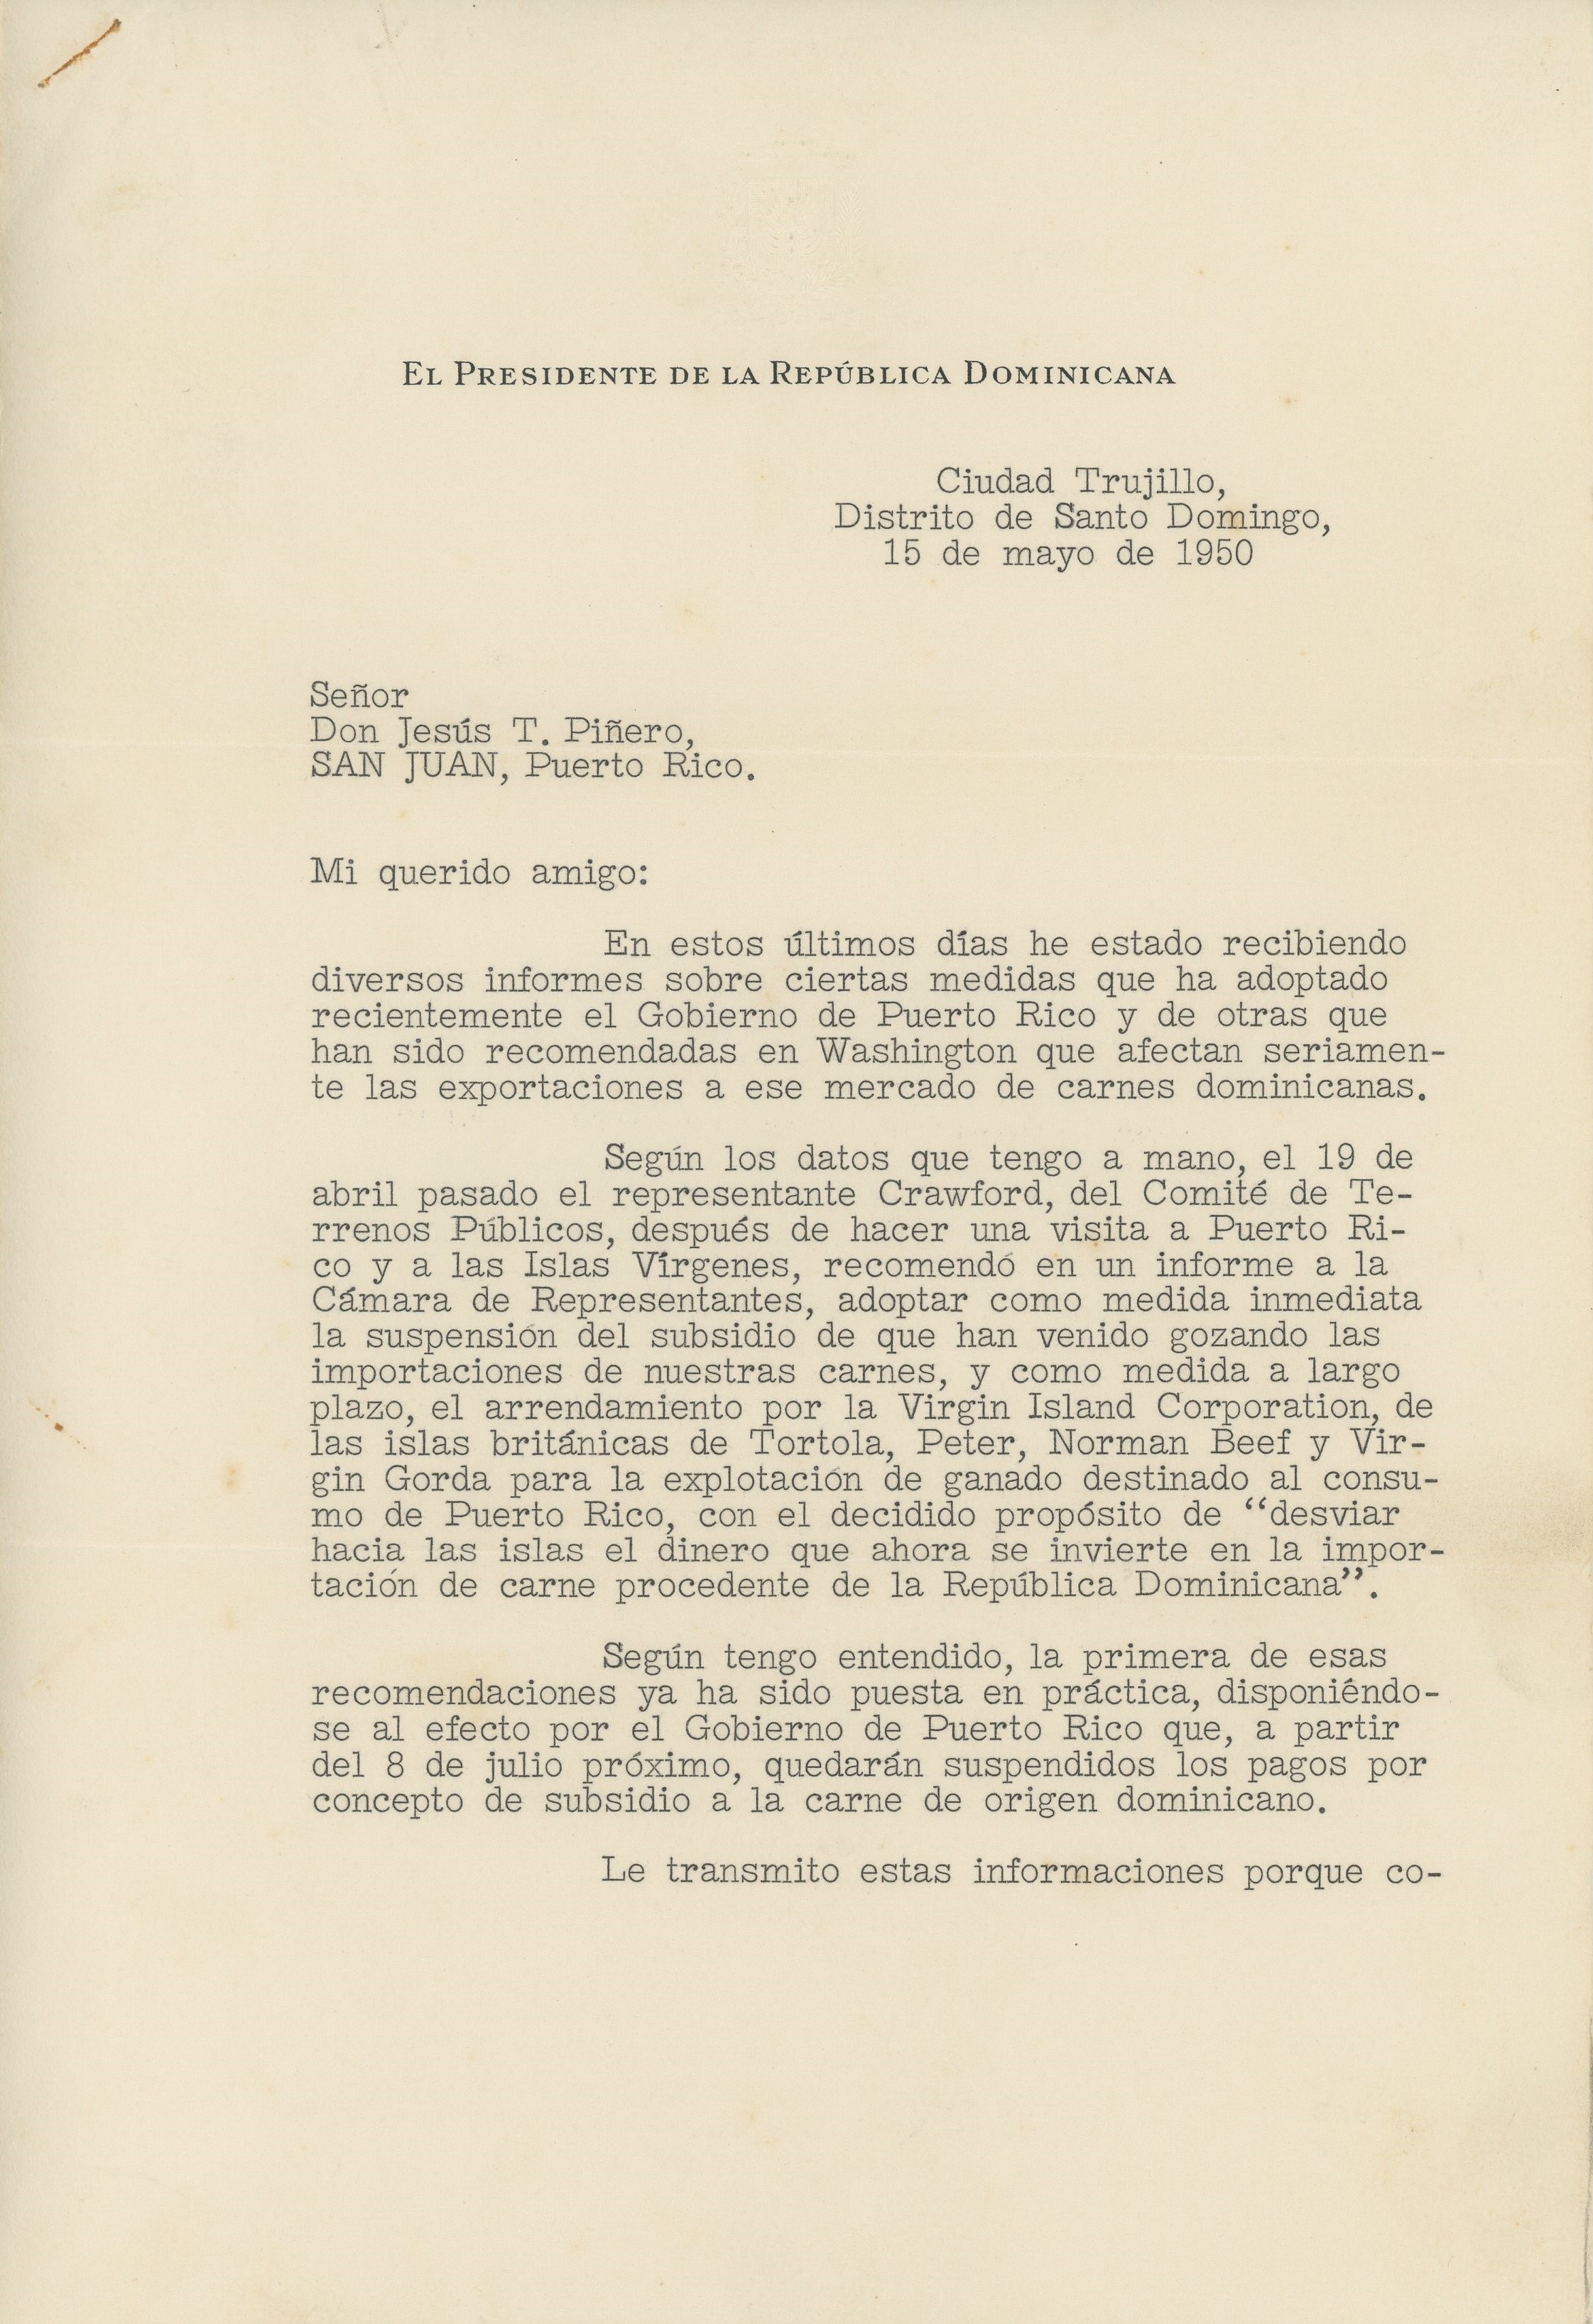 EL PRESIDENTE DE LA REPÚBLICA DOMINICANA
Ciudad Trujillo,
Distrito de Santo Domingo,
15 de mayo de 1950
Señor
Don Jesús T. Piñero,
SAN JUAN, Puerto Rico.
Mi querido amigo:
En estos últimos días he estado recibiendo
diversos informes sobre ciertas medidas que ha adoptado
recientemente el Gobierno de Puerto Rico y de otras que
han sido recomendadas en Washington que afectan seriamen-
te las exportaciones a ese mercado de carnes dominicanas.
Según los datos que tengo a mano, el 19 de
abril pasado el representante Crawford, del Comité de Te-
rrenos Públicos, después de hacer una visita a Puerto Ri-
co y a las Islas Vírgenes, recomendó en un informe a la
Cámara de Representantes, adoptar como medida inmediata
la suspensión del subsidio de que han venido gozando las
importaciones de nuestras carnes, y como medida a largo
plazo, el arrendamiento por la Virgin Island Corporation, de
las islas británicas de Tortola, Peter, Norman Beef y Vir-
gin Gorda para la explotación de ganado destinado al consu-
mo de Puerto Rico, con el decidido propósito de “desviar
hacia las islas el dinero que ahora se invierte en la impor-
tación de carne procedente de la República Dominicana”.
Según tengo entendido, la primera de esas
recomendaciones ya ha sido puesta en práctica, disponiéndo-
se al efecto por el Gobierno de Puerto Rico que, a partir
del 8 de julio próximo, quedarán suspendidos los pagos por
concepto de subsidio a la carne de origen dominicano.
Le transmito estas informaciones porque co-